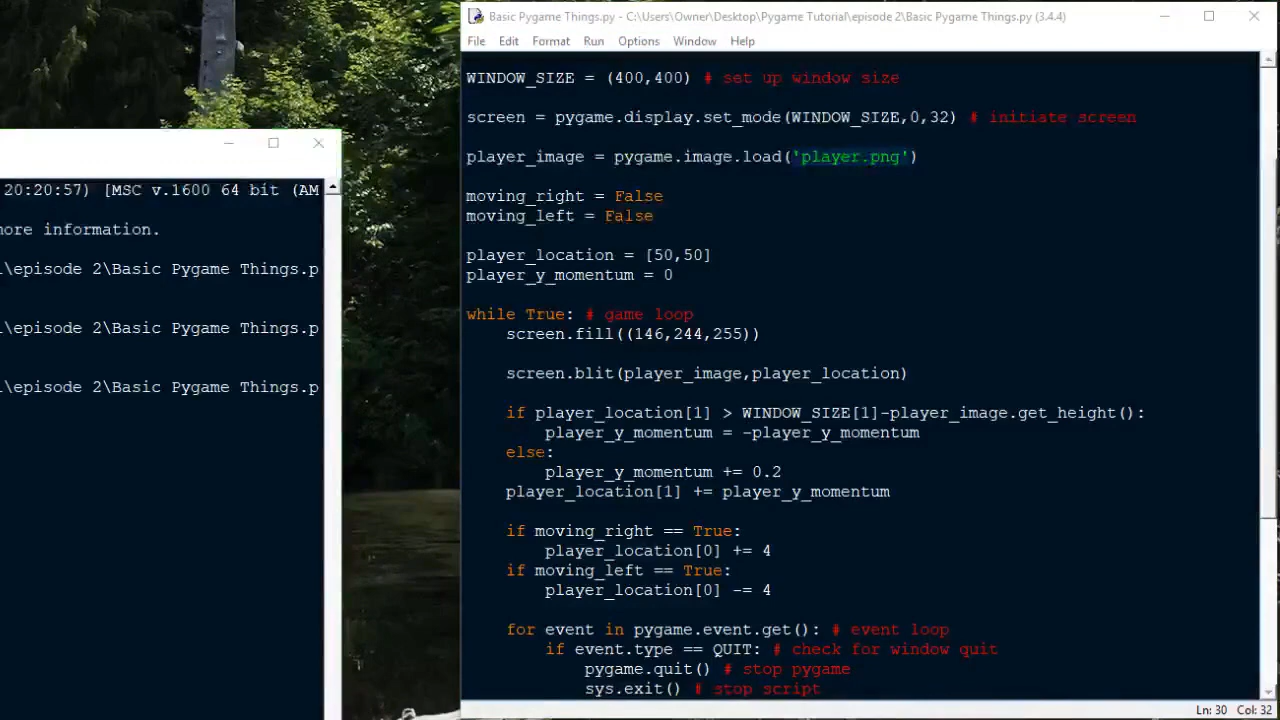 Basic Pygame Things.py - C:\Users\Owner\Desktop\Pygame Tutorial\episode 2\Basic Pygame Things.py (3.4.4)
File Edit Format Run Options Window Help
WINDOW_SIZE = (400,400) # set up window size
screen = pygame.display.set_mode(WINDOW_SIZE,0,32) # initiate screen
player_image = pygame.image.load('player.png')
moving_right = False
moving_left = False
player_location = [50,50]
player_y_momentum = 0
while True: # game loop
screen.fill((146,244,255))
screen.blit(player_image,player_location)
if player_location[1] > WINDOW_SIZE[1]-player_image.get_height():
player_y_momentum = -player_y_momentum
else:
player_y_momentum += 0.2
player_location[1] += player_y_momentum
if moving_right == True:
player_location[0] += 4
if moving_left == True:
player_location[0] -= 4
for event in pygame.event.get(): # event loop
if event.type == QUIT: # check for window quit
pygame.quit() # stop pygame
sys.exit() # stop script
Ln: 30 Col: 32
20:20:57) [MSC v.1600 64 bit (AM
ore information.
\episode 2\Basic Pygame Things.p
\episode 2\Basic Pygame Things.p
\episode 2\Basic Pygame Things.p